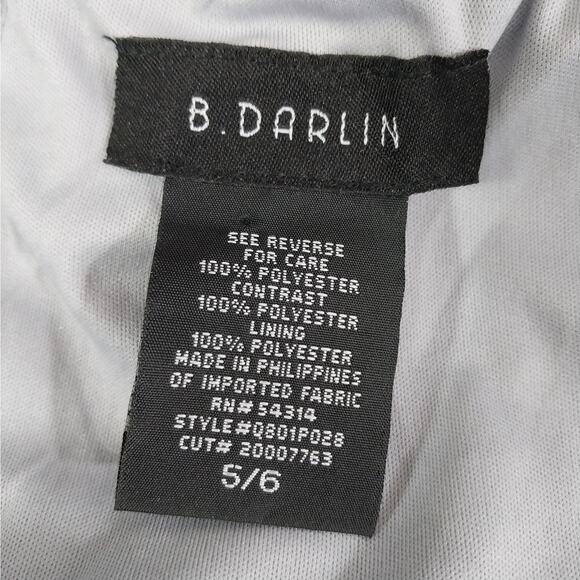 B.DARLIN
SEE REVERSE
FOR CARE
100% POLYESTER
CONTRAST
100% POLYESTER
LINING
100% POLYESTER
MADE IN PHILIPPINES
OF IMPORTED FABRIC
RN# 54314
STYLE#Q801P028
CUT# 20007763
5/6